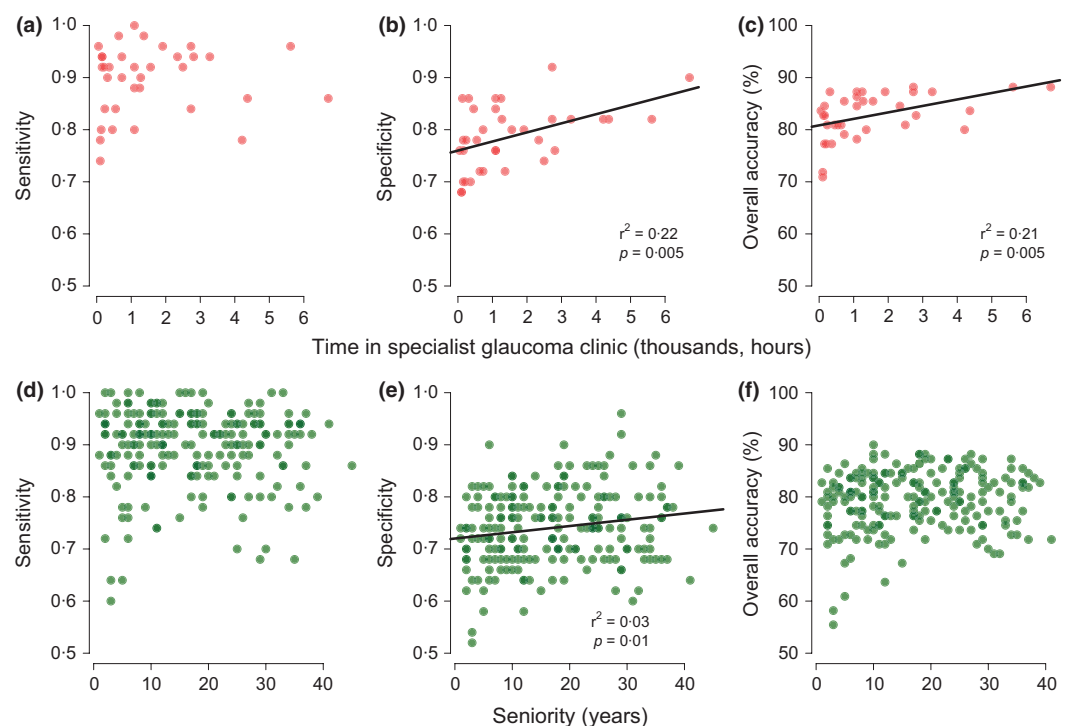 (a)
1·0
0·9
0·8
0·7
0·6
0·5
Sensitivity
0 1 2 3 4 5 6
(b)
1·0
0·9
0·8
0·7
0·6
0·5
Specificity
r² = 0·22
p = 0·005
0 1 2 3 4 5 6
(c)
100
90
80
70
60
50
Overall accuracy (%)
r² = 0·21
p = 0·005
0 1 2 3 4 5 6
Time in specialist glaucoma clinic (thousands, hours)
(d)
1·0
0·9
0·8
0·7
0·6
0·5
Sensitivity
0 10 20 30 40
(e)
1·0
0·9
0·8
0·7
0·6
0·5
Specificity
r² = 0·03
p = 0·01
0 10 20 30 40
(f)
100
90
80
70
60
50
Overall accuracy (%)
0 10 20 30 40
Seniority (years)